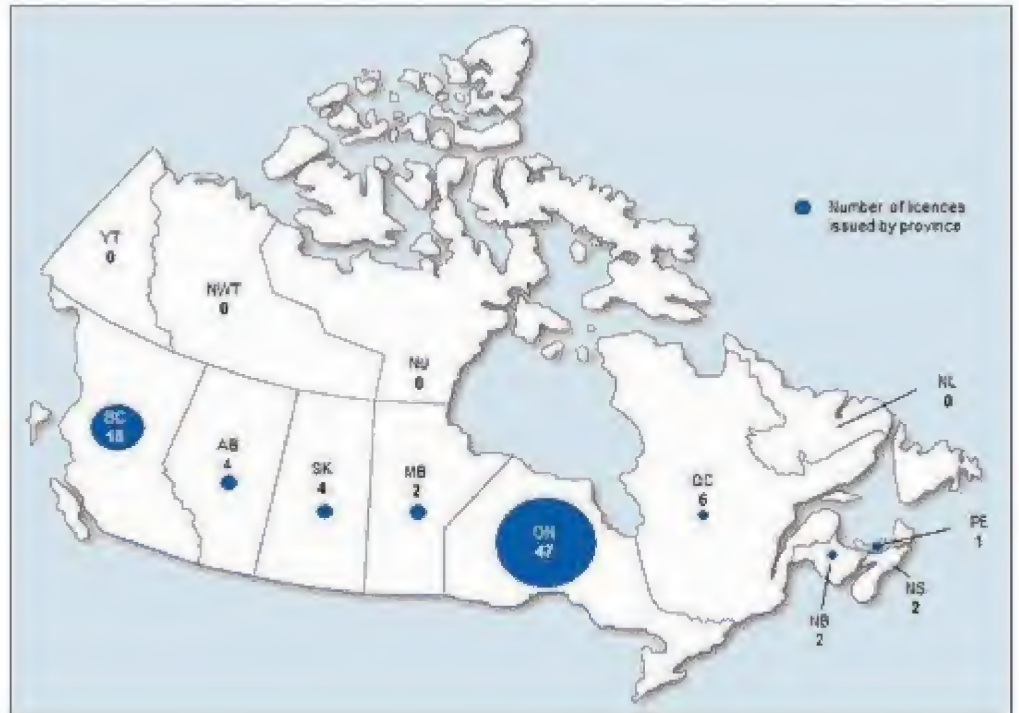 Number of licences
issued by province
YT
0
NWT
0
NU
0
NL
0
BC
AB
4
SK
4
MB
2
ON
47
QC
6
PE
1
NS
2
NB
2